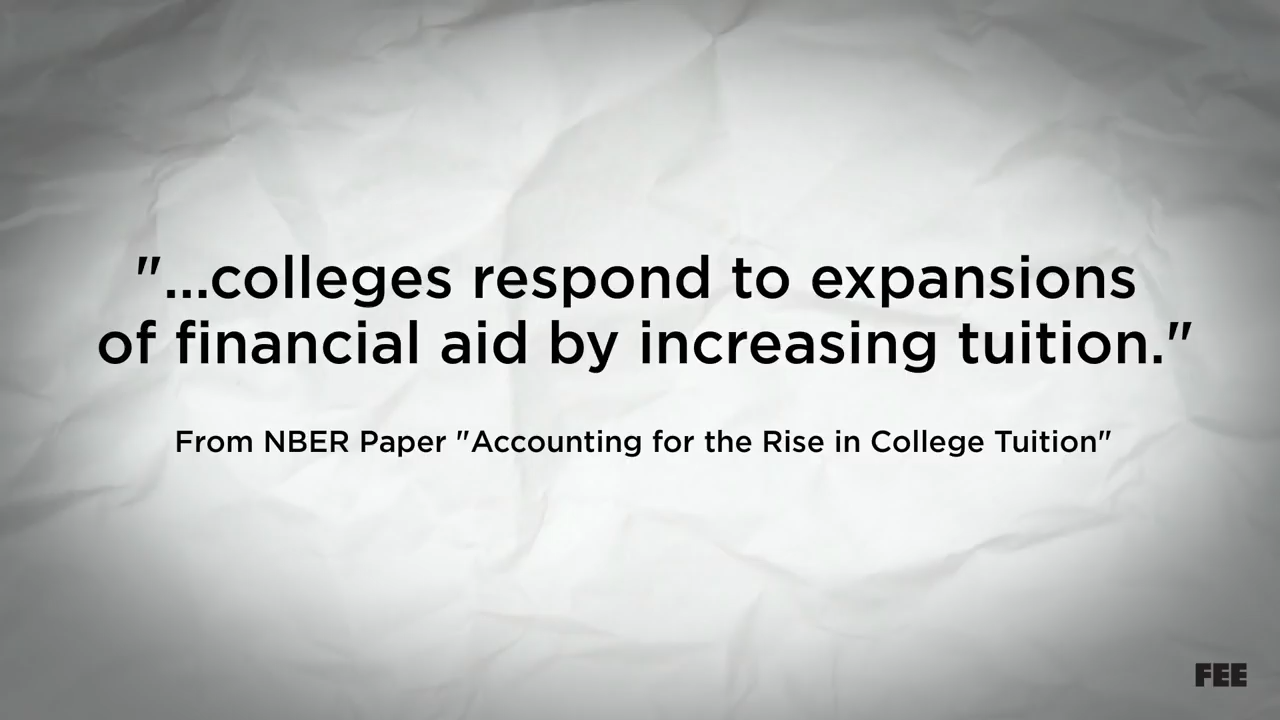 "...colleges respond to expansions
of financial aid by increasing tuition."
From NBER Paper "Accounting for the Rise in College Tuition"
FEE